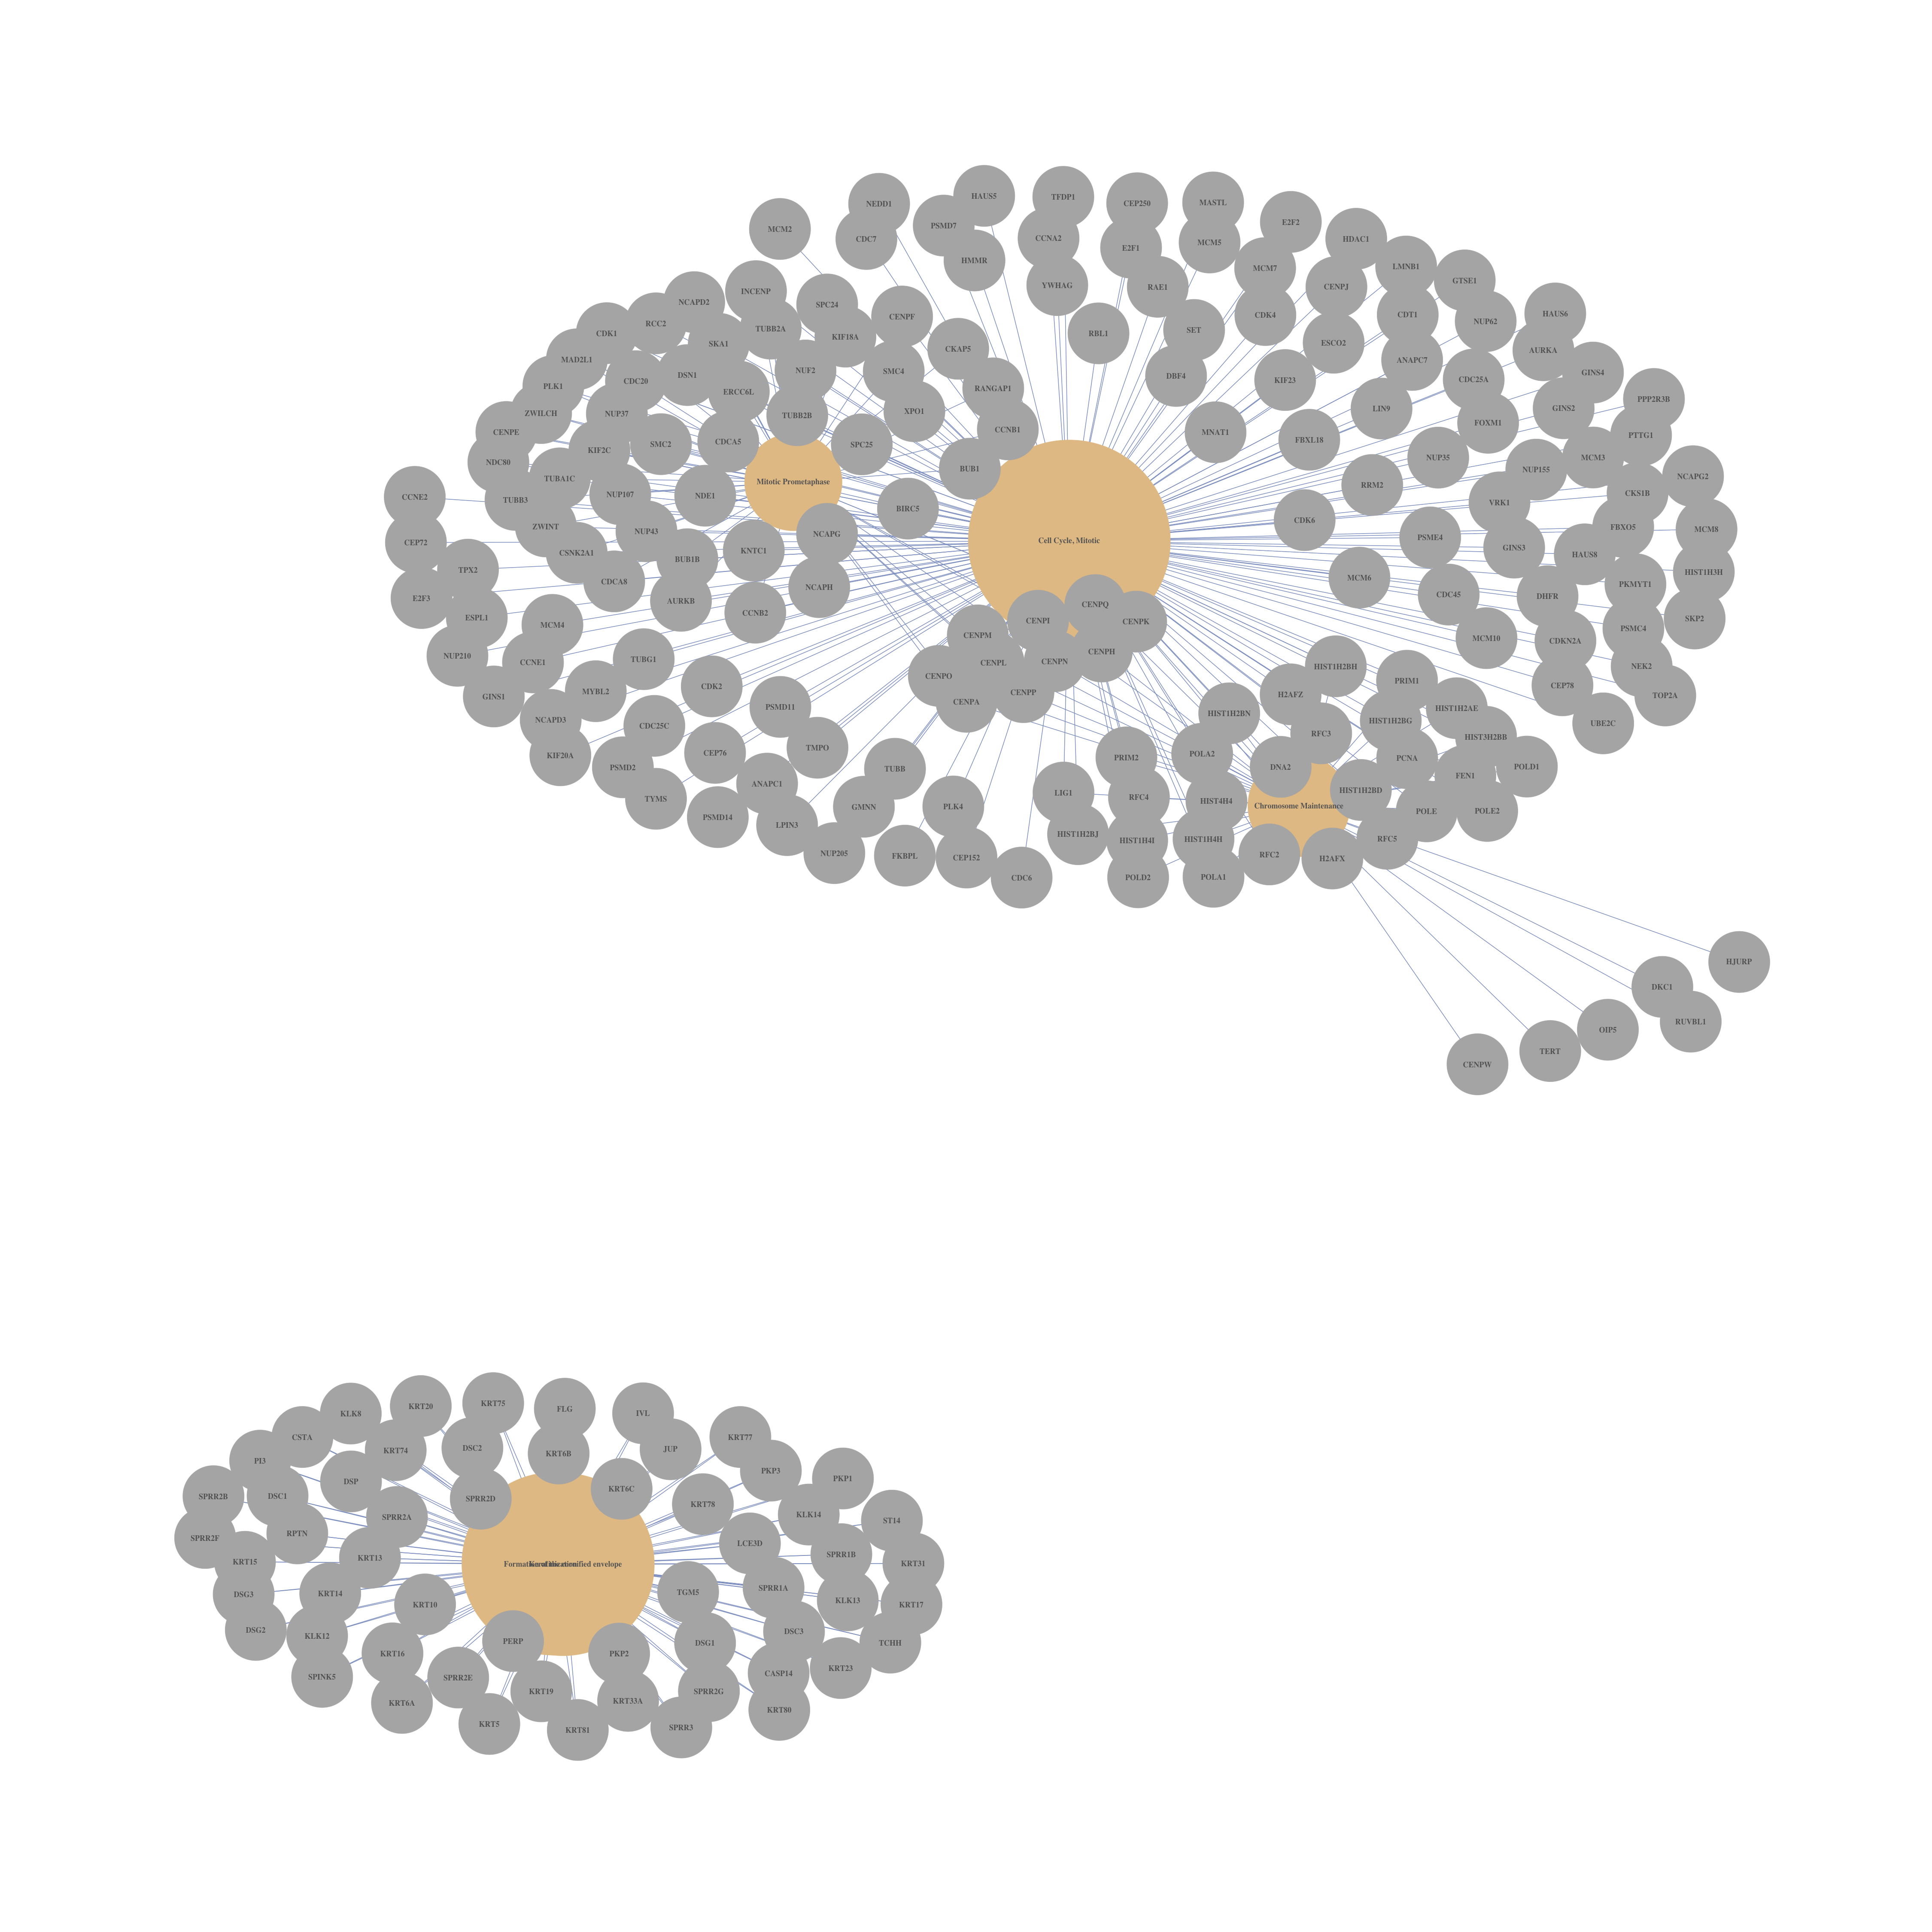 HAUS5
TFDP1
NEDD1
CEP250
MASTL
MCM2
CDC7
PSMD7
CCNA2
E2F1
MCM5
E2F2
HDAC1
HMMR
YWHAG
RAE1
MCM7
CENPJ
LMNB1
GTSE1
INCENP
NCAPD2
SPC24
CENPF
RBL1
SET
CDK4
ESCO2
CDT1
NUP62
HAUS6
CDK1
RCC2
SKA1
TUBB2A
KIF18A
CKAP5
DBF4
KIF23
ANAPC7
CDC25A
AURKA
GINS4
MAD2L1
PLK1
CDC20
DSN1
ERCC6L
NUF2
SMC4
RANGAP1
LIN9
GINS2
PPP2R3B
ZWILCH
NUP37
TUBB2B
XPO1
CCNB1
MNAT1
FBXL18
FOXM1
PTTG1
CENPE
KIF2C
SMC2
CDCA5
SPC25
BUB1
NUP35
NUP155
MCM3
NCAPG2
NDC80
TUBA1C
NUP107
NDE1
Mitotic Prometaphase
RRM2
VRK1
CKS1B
CCNE2
TUBB3
BIRC5
CDK6
FBXO5
MCM8
ZWINT
NUP43
NCAPG
Cell Cycle, Mitotic
PSME4
GINS3
HAUS8
CEP72
CSNK2A1
BUB1B
KNTC1
HIST1H3H
TPX2
CDCA8
AURKB
NCAPH
MCM6
CDC45
DHFR
PKMYT1
E2F3
ESPL1
MCM4
CCNB2
CENPI
CENPQ
CENPK
SKP2
NUP210
CCNE1
TUBG1
CENPM
CENPL
CENPN
CENPH
MCM10
CDKN2A
PSMC4
GINS1
MYBL2
CDK2
CENPO
CENPA
CENPP
HIST1H2BH
H2AFZ
PRIM1
NEK2
CEP78
TOP2A
NCAPD3
CDC25C
PSMD11
HIST1H2BN
HIST1H2BG
HIST1H2AE
UBE2C
KIF20A
PSMD2
CEP76
TMPO
RFC3
HIST3H2BB
TYMS
ANAPC1
TUBB
PRIM2
POLA2
DNA2
PCNA
FEN1
POLD1
PSMD14
LPIN3
GMNN
PLK4
LIG1
RFC4
HIST4H4
Chromosome Maintenance
HIST1H2BD
POLE
POLE2
NUP205
FKBPL
CEP152
HIST1H2BJ
HIST1H4I
HIST1H4H
RFC2
H2AFX
RFC5
CDC6
POLD2
POLA1
HJURP
DKC1
RUVBL1
OIP5
TERT
CENPW
KRT75
KRT20
FLG
KLK8
IVL
CSTA
KRT74
DSC2
KRT6B
JUP
KRT77
PI3
DSP
SPRR2D
KRT6C
PKP3
PKP1
SPRR2B
DSC1
SPRR2A
KRT78
KLK14
ST14
SPRR2F
RPTN
LCE3D
SPRR1B
KRT15
KRT13
Formation of the cornified envelope
KRT31
DSG3
KRT14
KRT10
TGM5
SPRR1A
KLK13
KRT17
DSG2
KLK12
PERP
PKP2
DSG1
DSC3
TCHH
SPINK5
KRT16
SPRR2E
KRT19
KRT33A
SPRR2G
CASP14
KRT23
KRT6A
KRT5
KRT81
SPRR3
KRT80